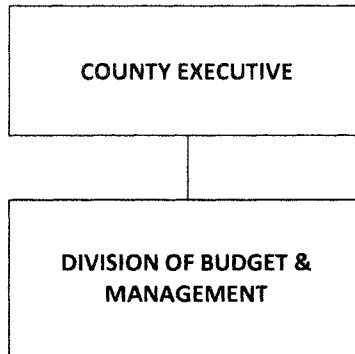 COUNTY EXECUTIVE
DIVISION OF BUDGET &
MANAGEMENT